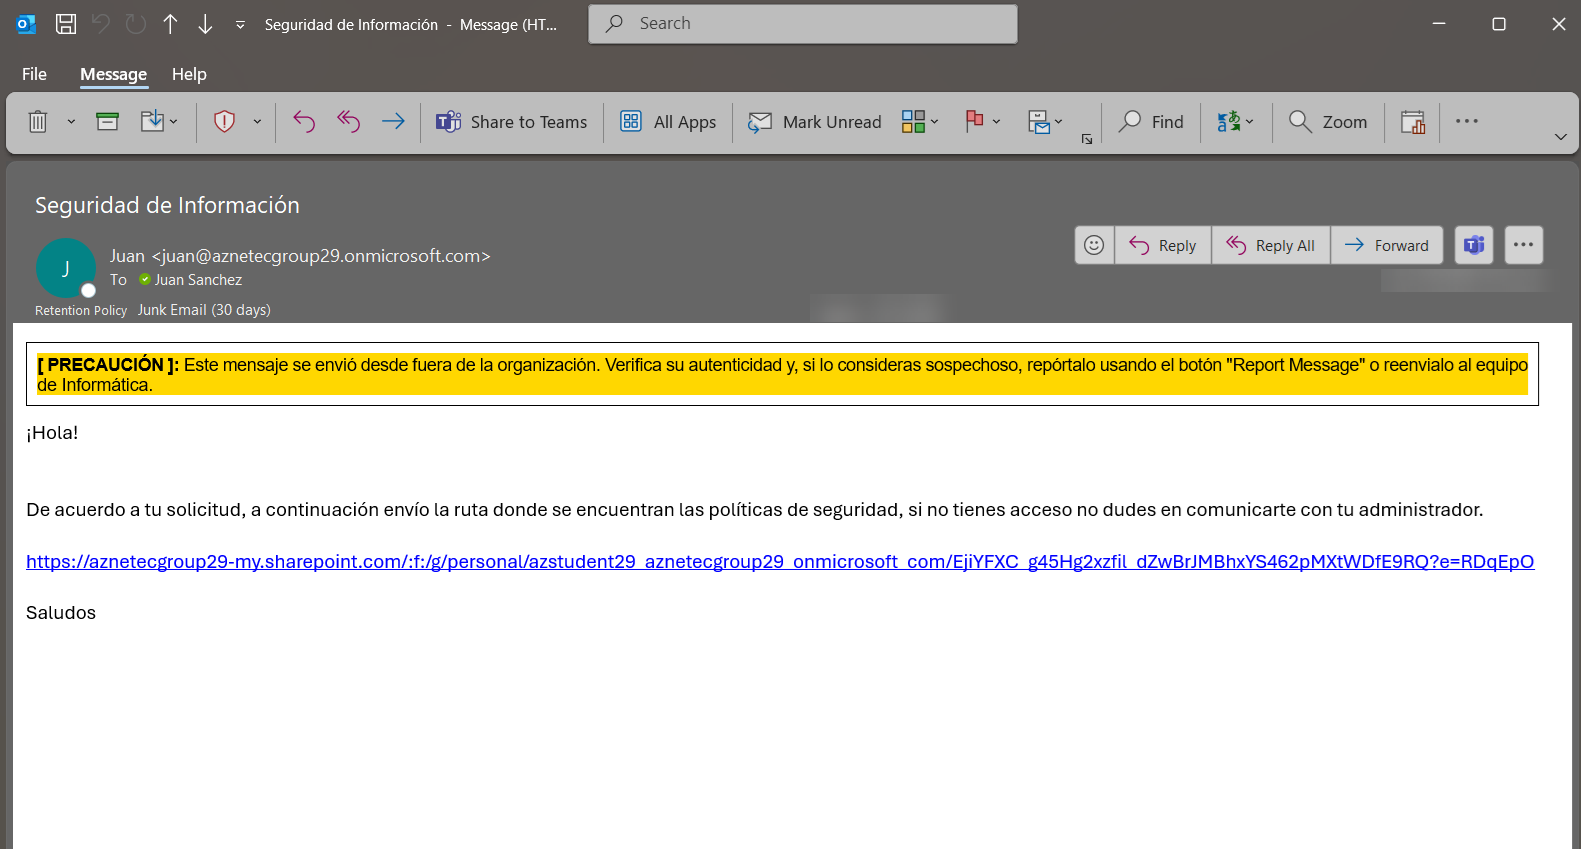 Seguridad de Información - Message (HT...
Search
File Message Help
Share to Teams All Apps Mark Unread Find Zoom
Seguridad de Información
J
Juan <juan@aznetecgroup29.onmicrosoft.com>
To Juan Sanchez
Reply Reply All Forward
Retention Policy Junk Email (30 days)
[ PRECAUCIÓN ]: Este mensaje se envió desde fuera de la organización. Verifica su autenticidad y, si lo consideras sospechoso, repórtalo usando el botón "Report Message" o reenvialo al equipo
de Informática.
¡Hola!
De acuerdo a tu solicitud, a continuación envío la ruta donde se encuentran las políticas de seguridad, si no tienes acceso no dudes en comunicarte con tu administrador.
https://aznetecgroup29-my.sharepoint.com/:f:/g/personal/azstudent29_aznetecgroup29_onmicrosoft_com/EjiYFXC_g45Hg2xzfil_dZwBrJMBhxYS462pMXtWDfE9RQ?e=RDqEpO
Saludos